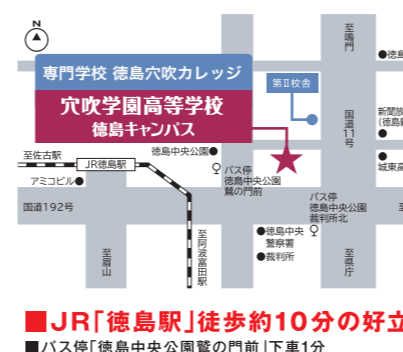 N
至鳴門
●徳島
専門学校 徳島穴吹カレッジ
第Ⅱ校舎
穴吹学園高等学校
徳島キャンパス
国道11号
新聞放
(徳島新
至佐古駅
JR徳島駅
徳島中央公園●
バス停
徳島中央公園
鷲の門前
城東高
アミコビル●
バス停
徳島中央公園
裁判所北
国道192号
至
至眉山
至阿波富田駅
●徳島中央
警察署
●裁判所
至県庁
■JR「徳島駅」徒歩約10分の好立
■バス停「徳島中央公園鷲の門前」下車1分